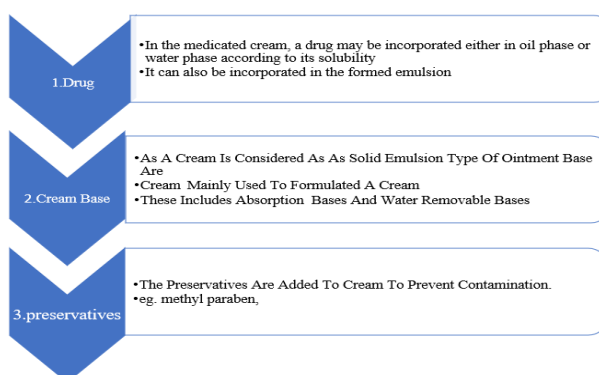 1.Drug
•In the medicated cream, a drug may be incorporated either in oil phase or
water phase according to its solubility
•It can also be incorporated in the formed emulsion
2.Cream Base
•As A Cream Is Considered As As Solid Emulsion Type Of Ointment Base
Are
•Cream Mainly Used To Formulated A Cream
•These Includes Absorption Bases And Water Removable Bases
3.preservatives
•The Preservatives Are Added To Cream To Prevent Contamination.
•eg. methyl paraben,